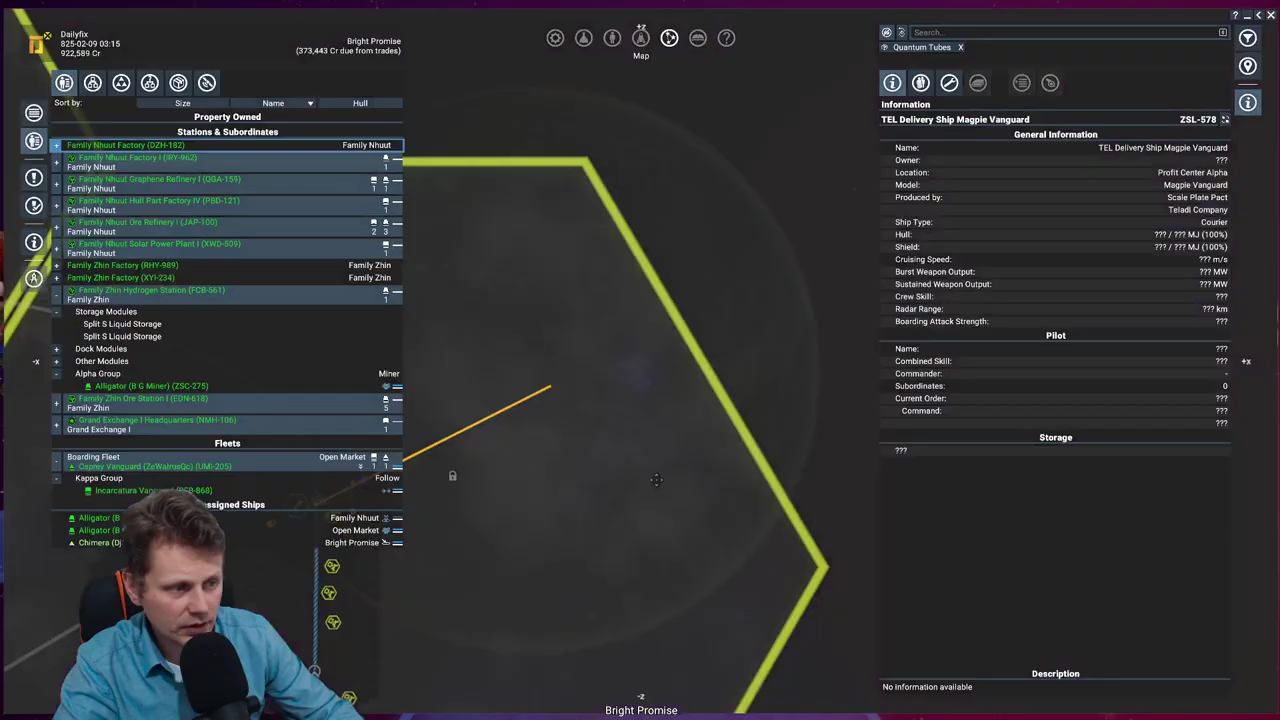 Dailyfix
825-02-09 03:15
922,589 Cr
Bright Promise
(373,443 Cr due from trades)
+Z
Map
Search...
Quantum Tubes X
Sort by: Size Name Hull
Property Owned
Stations & Subordinates
Family Nhuut Factory (DZH-182) Family Nhuut
Family Nhuut Factory I (IRY-962)
Family Nhuut 1
Family Nhuut Graphene Refinery I (QGA-159)
Family Nhuut 1 1
Family Nhuut Hull Part Factory IV (PBD-121)
Family Nhuut 1
Family Nhuut Ore Refinery I (JAP-100)
Family Nhuut 2 3
Family Nhuut Solar Power Plant I (XWD-509)
Family Nhuut 1
Family Zhin Factory (RHY-989) Family Zhin
Family Zhin Factory (XYI-234) Family Zhin
Family Zhin Hydrogen Station (FCB-561)
Family Zhin 1
Storage Modules
Split S Liquid Storage
Split S Liquid Storage
Dock Modules
Other Modules
Alpha Group Miner
Alligator (B G Miner) (ZSC-275)
Family Zhin Ore Station I (EDN-618)
Family Zhin 5
Grand Exchange I Headquarters (NMH-106)
Grand Exchange I 1
Fleets
Boarding Fleet Open Market
Osprey Vanguard (ZeWalrusGc) (UMI-205) 1 1
Kappa Group Follow
Incarcatura
Alligator (B Family Nhuut
Alligator (B Open Market
Chimera Bright Promise
-X
+X
-Z
Bright Promise
Information
TEL Delivery Ship Magpie Vanguard ZSL-578
General Information
Name: TEL Delivery Ship Magpie Vanguard
Owner: ???
Location: Profit Center Alpha
Model: Magpie Vanguard
Produced by: Scale Plate Pact
Teladi Company
Ship Type: Courier
Hull: ??? / ??? MJ (100%)
Shield: ??? / ??? MJ (100%)
Cruising Speed: ??? m/s
Burst Weapon Output: ??? MW
Sustained Weapon Output: ??? MW
Crew Skill: ???
Radar Range: ??? km
Boarding Attack Strength: ???
Pilot
Name: ???
Combined Skill: ???
Commander: -
Subordinates: 0
Current Order: ???
Command: ???
???
Storage
???
Description
No information available